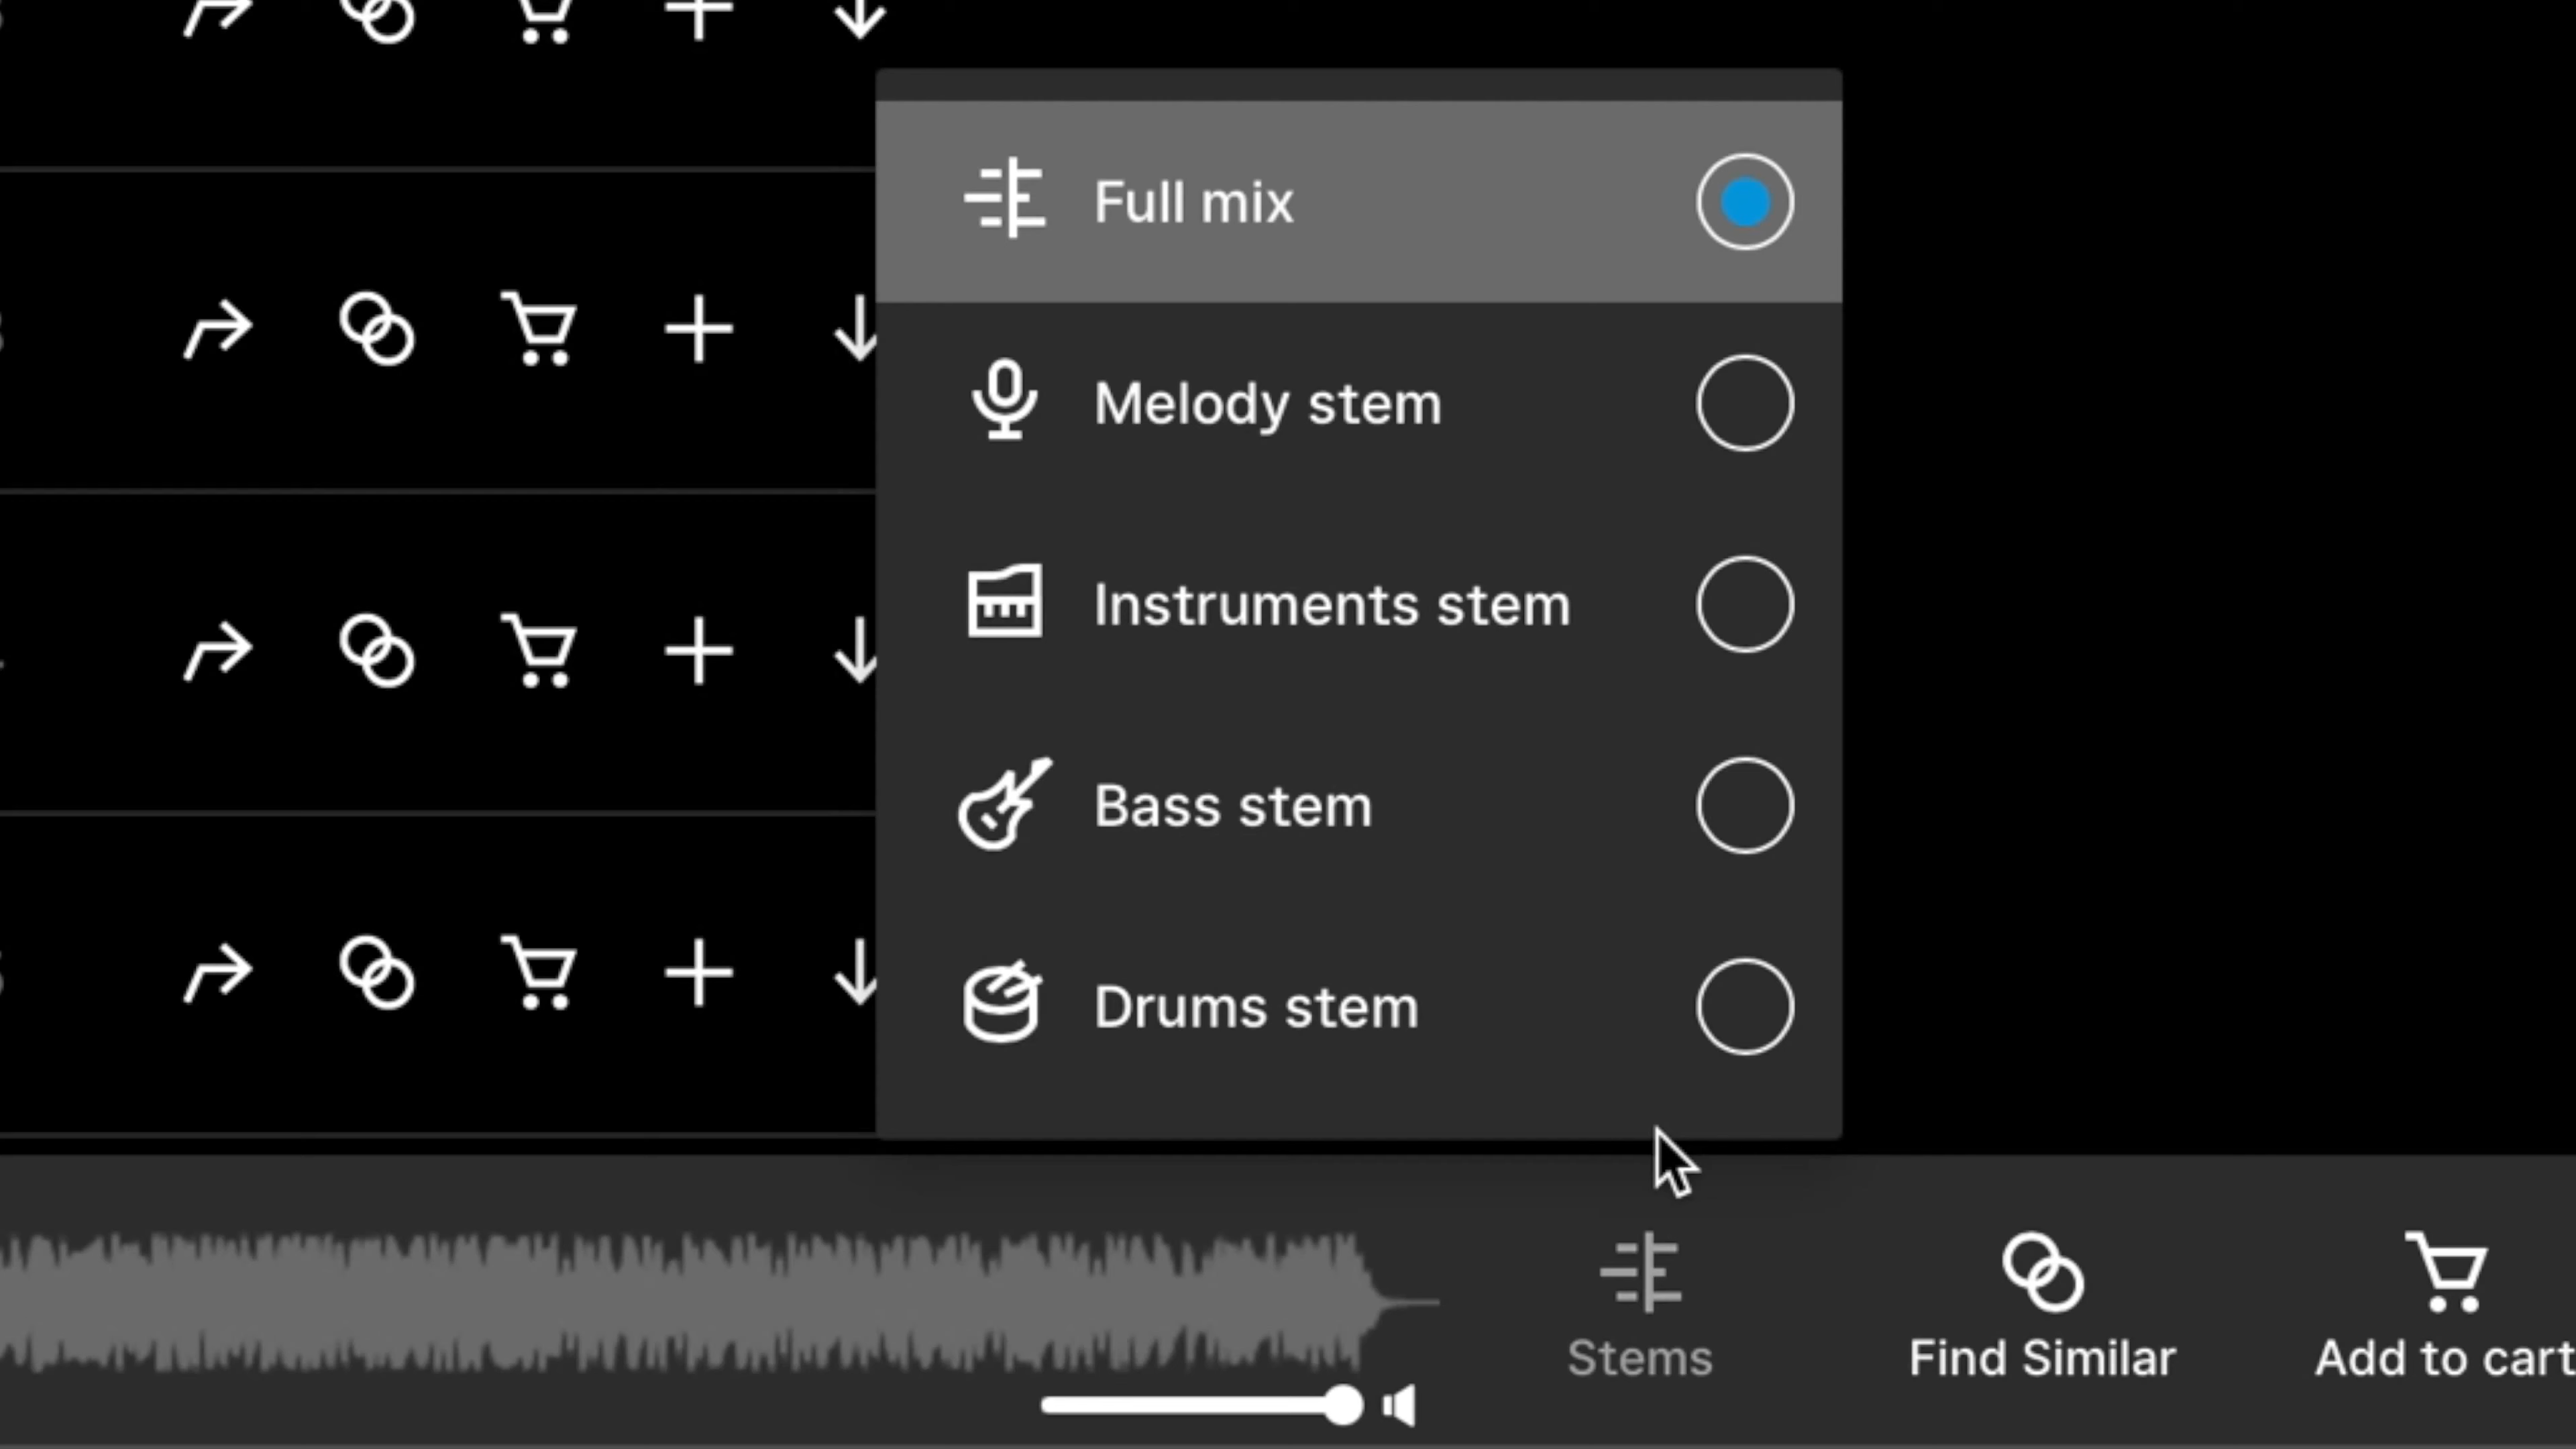 Full mix
Melody stem
Instruments stem
Bass stem
Drums stem
Stems
Find Similar
Add to cart